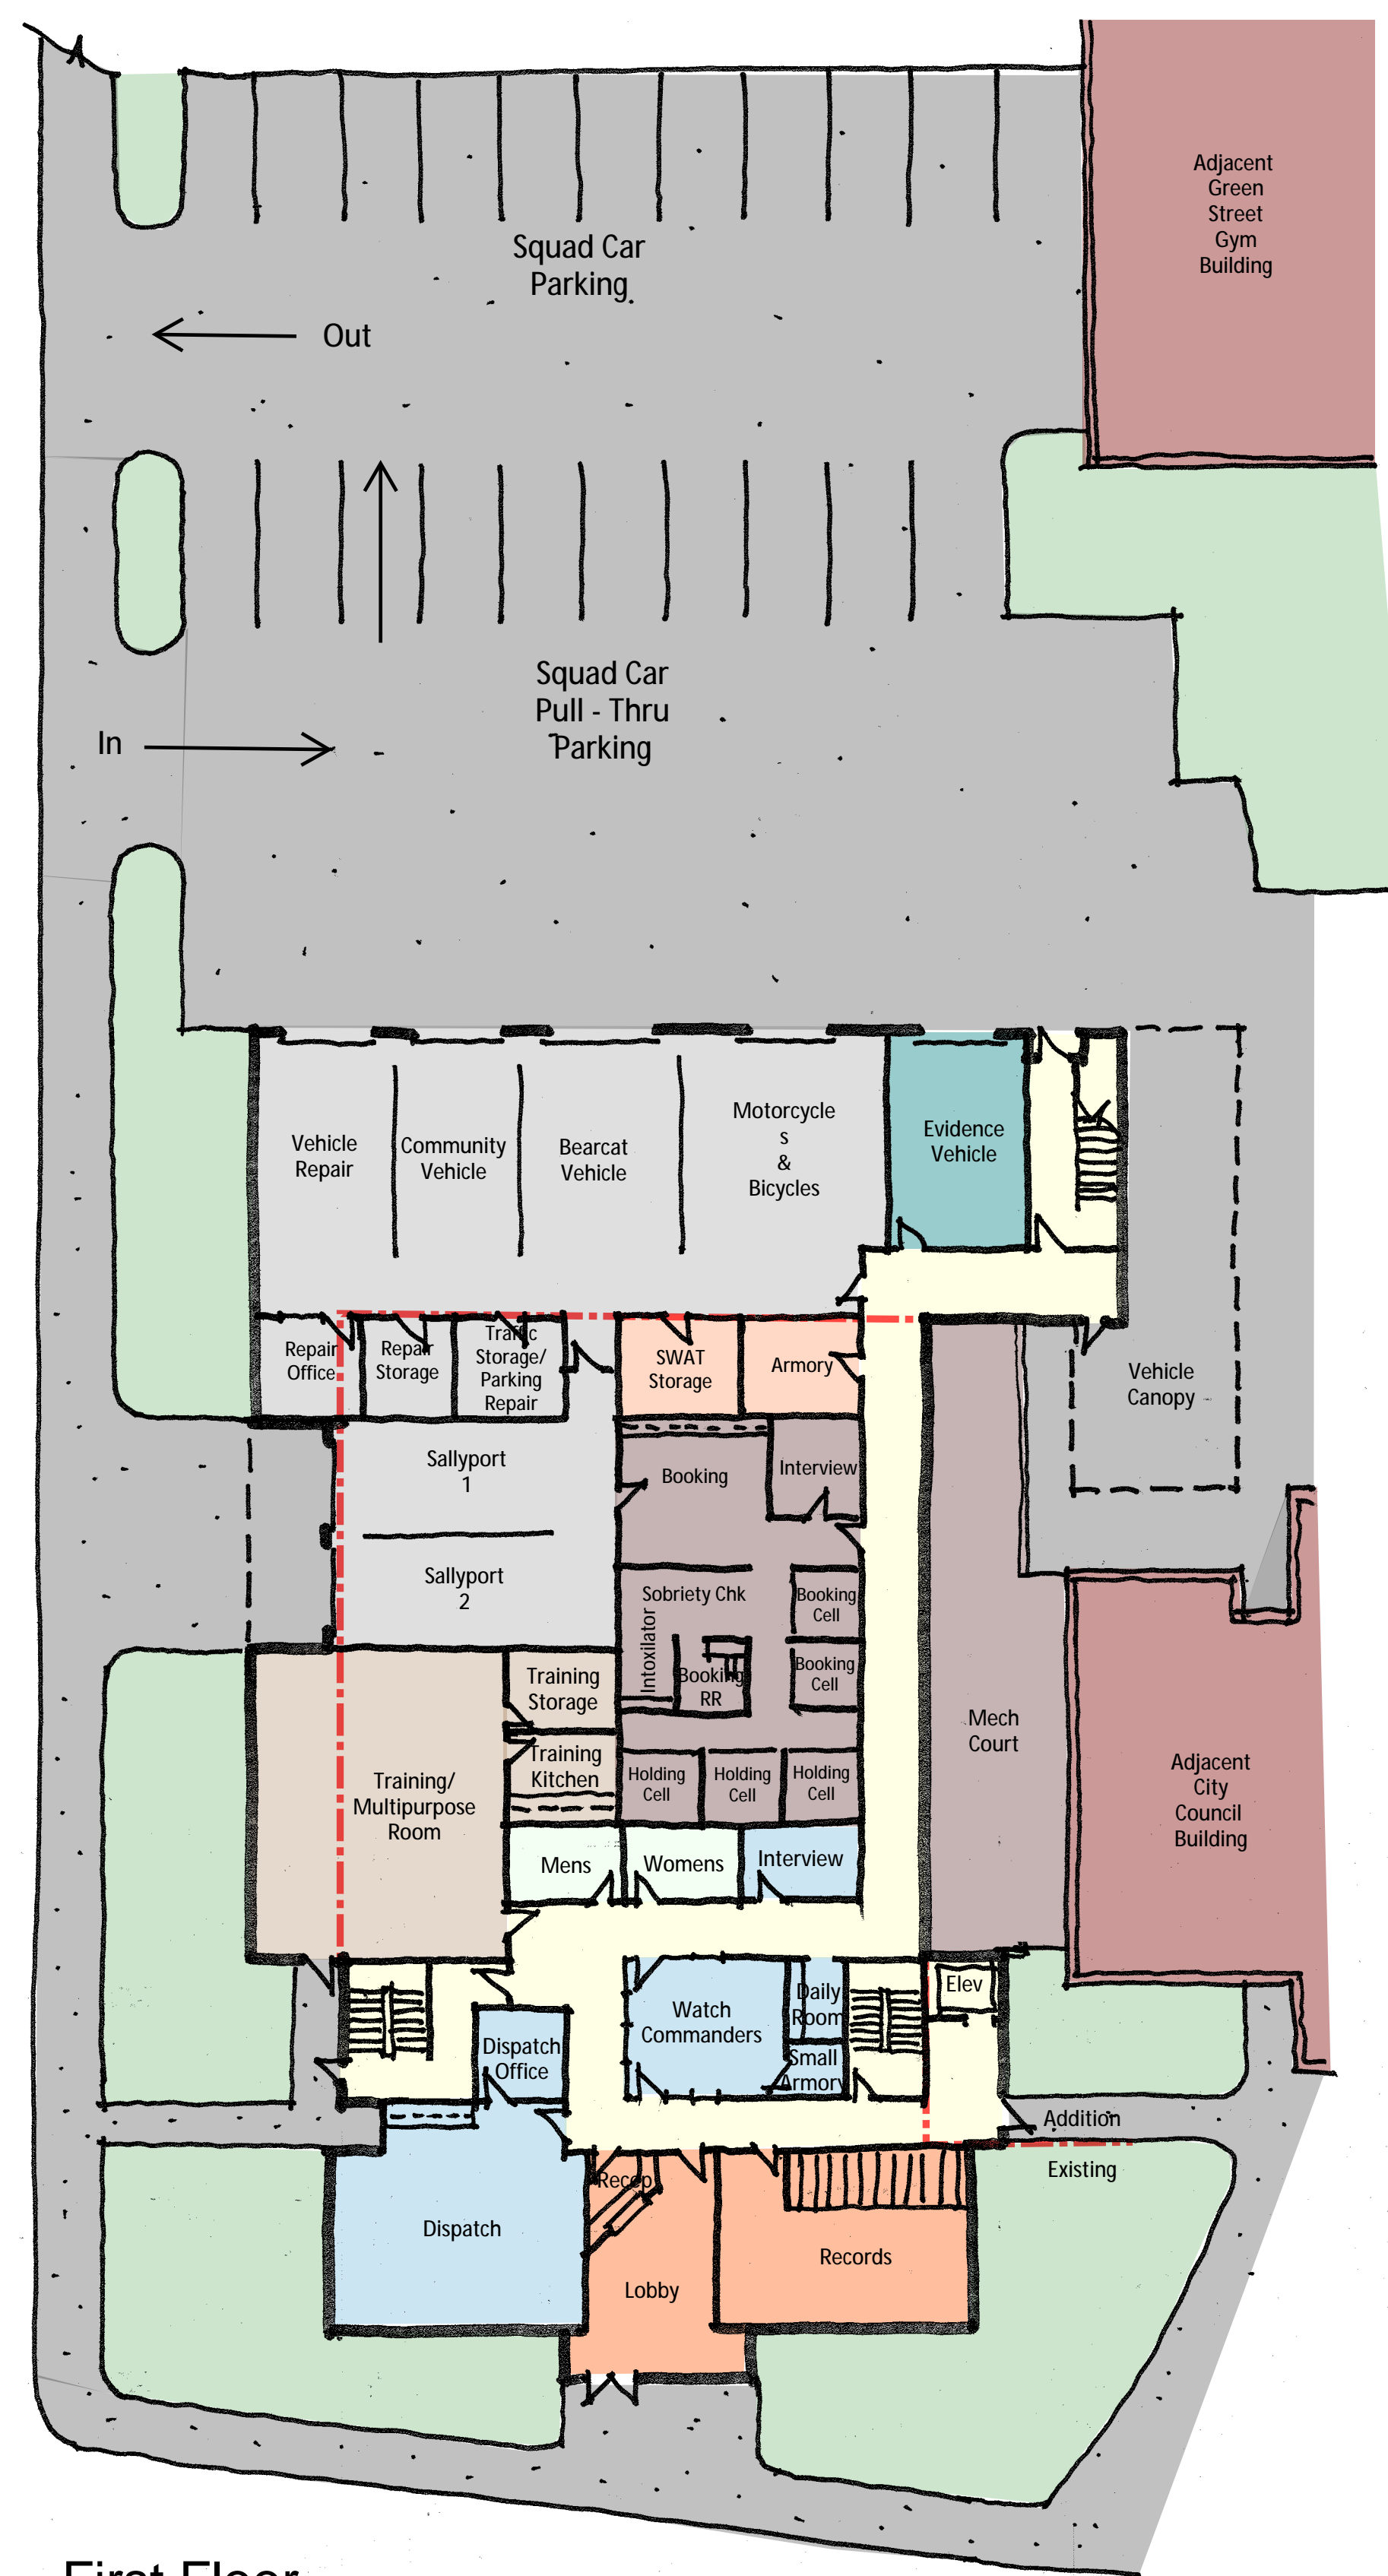 Adjacent
Green
Street
Gym
Building
Squad Car
Parking
Out
Squad Car
Pull - Thru
Parking
In
Vehicle
Repair
Community
Vehicle
Bearcat
Vehicle
Motorcycle
s
&
Bicycles
Evidence
Vehicle
Repair
Office
Repair
Storage
Traffic
Storage/
Parking
Repair
SWAT
Storage
Armory
Vehicle
Canopy
Sallyport
1
Booking
Interview
Sallyport
2
Sobriety Chk
Booking
Cell
Intoxilator
Booking
RR
Booking
Cell
Training
Storage
Mech
Court
Training
Kitchen
Training/
Multipurpose
Room
Holding
Cell
Holding
Cell
Holding
Cell
Adjacent
City
Council
Building
Mens
Womens
Interview
Elev
Watch
Commanders
Daily
Room
Dispatch
Office
Small
Armory
Addition
Existing
Recep
Dispatch
Records
Lobby
First Floor